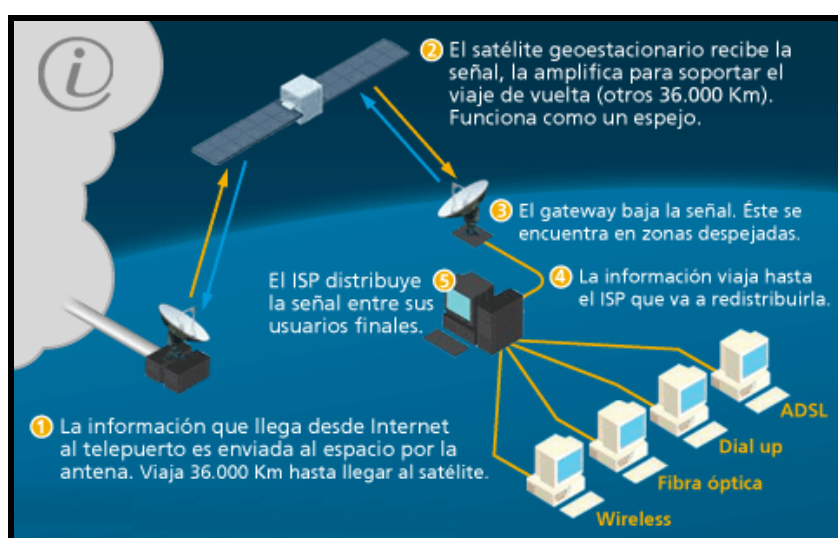 i
2 El satélite geoestacionario recibe la
señal, la amplifica para soportar el
viaje de vuelta (otros 36.000 Km).
Funciona como un espejo.
3 El gateway baja la señal. Éste se
encuentra en zonas despejadas.
El ISP distribuye 5
la señal entre sus
usuarios finales.
4 La información viaja hasta
el ISP que va a redistribuirla.
1 La información que llega desde Internet
al telepuerto es enviada al espacio por la
antena. Viaja 36.000 Km hasta llegar al satélite.
ADSL
Dial up
Fibra óptica
Wireless